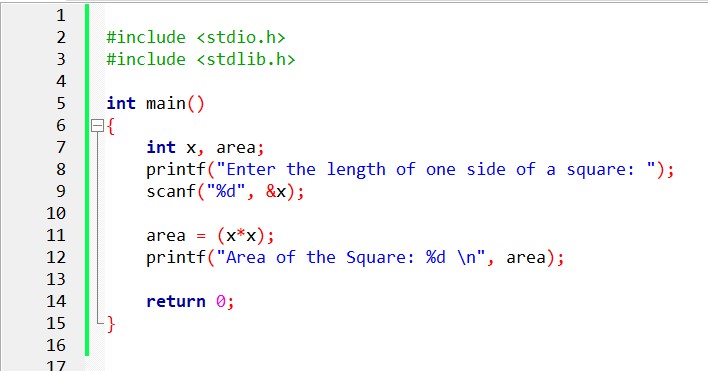 1
2 #include <stdio.h>
3 #include <stdlib.h>
4
5 int main()
6 {
7 int x, area;
8 printf("Enter the length of one side of a square: ");
9 scanf("%d", &x);
10
11 area = (x*x);
12 printf("Area of the Square: %d \n", area);
13
14 return 0;
15 }
16
17